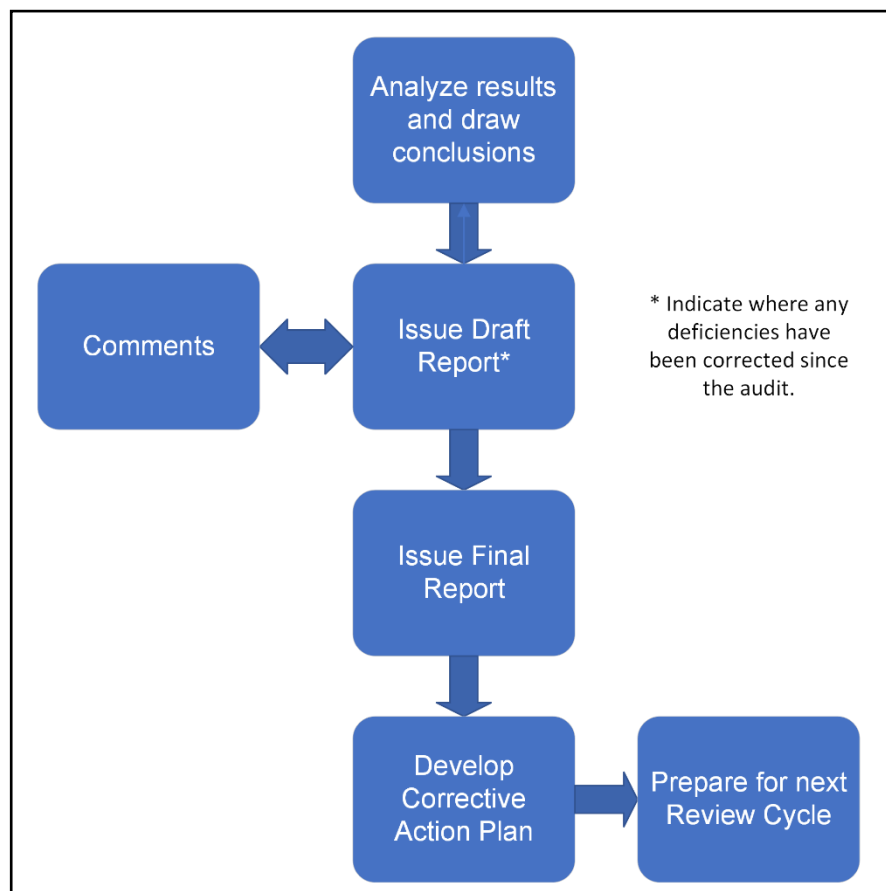 Analyze results
and draw
conclusions
Comments
Issue Draft
Report*
* Indicate where any
deficiencies have
been corrected since
the audit.
Issue Final
Report
Develop
Corrective
Action Plan
Prepare for next
Review Cycle